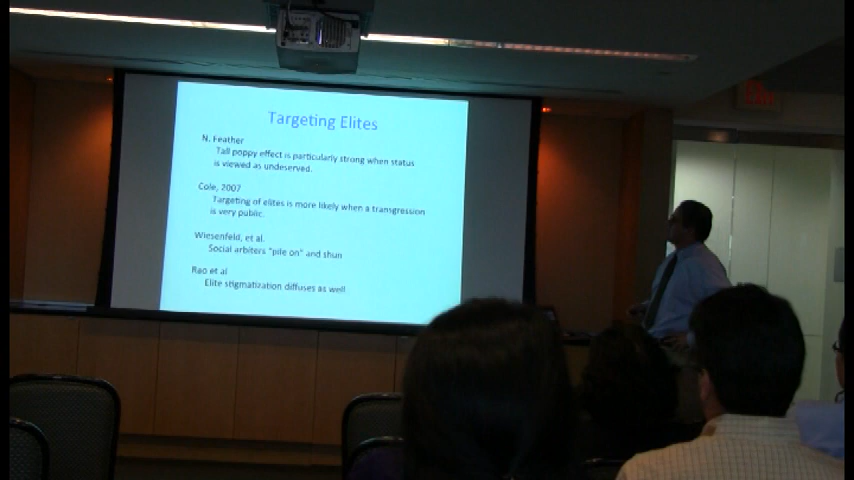 Targeting Elites
N. Feather
Tall poppy effect is particularly strong when status
is viewed as undeserved.
Cole, 2007
Targeting of elites is more likely when a transgression
is very public.
Wiesenfeld, et al.
Social arbiters "pile on" and shun
Rao et al
Elite stigmatization diffuses as well